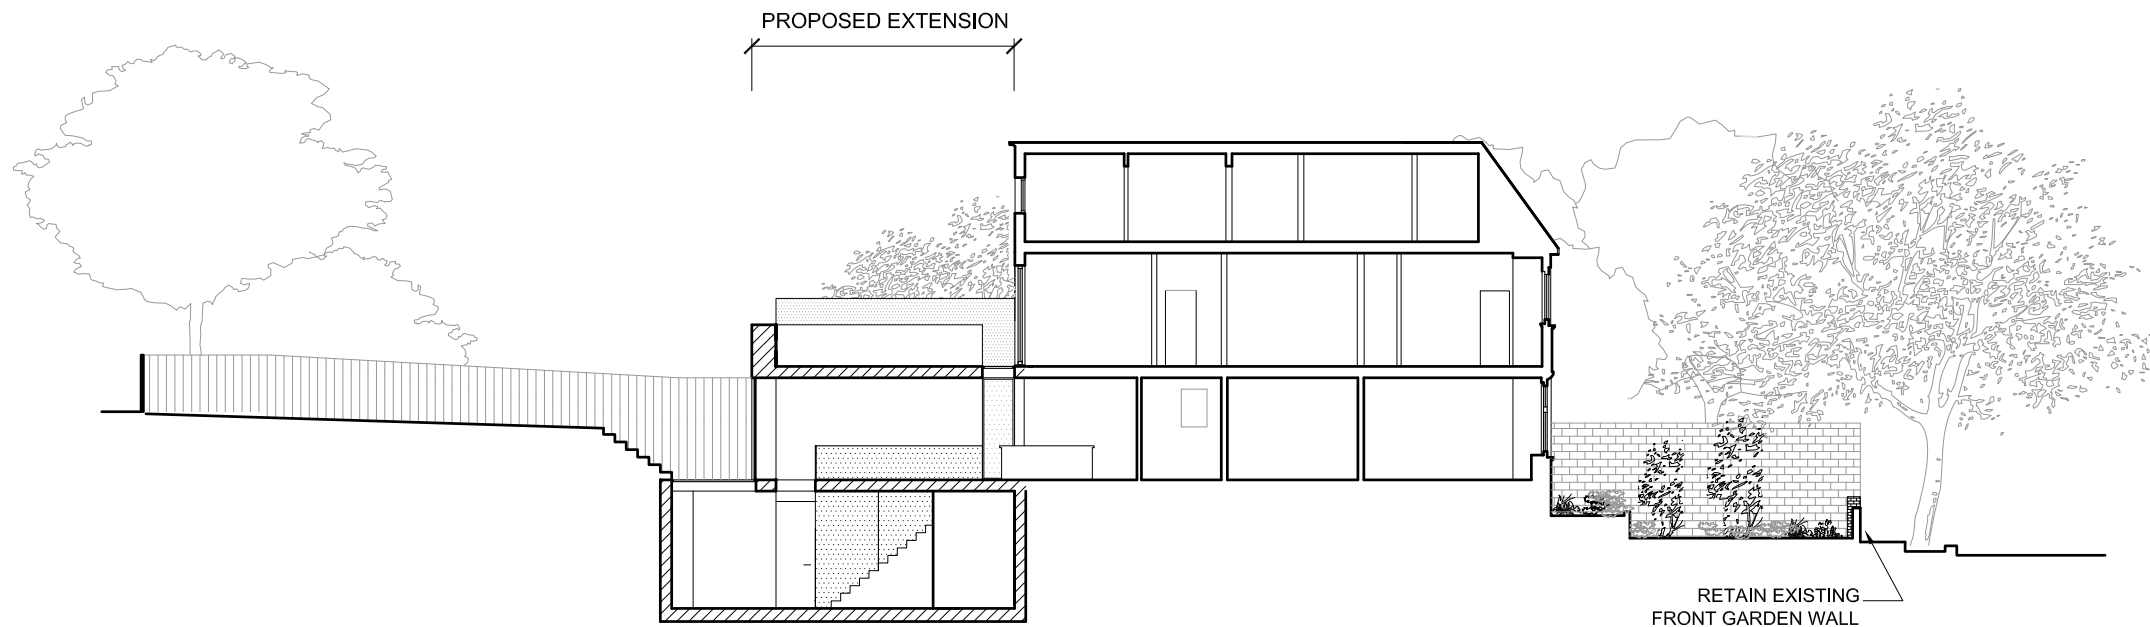 PROPOSED EXTENSION
RETAIN EXISTING
FRONT GARDEN WALL